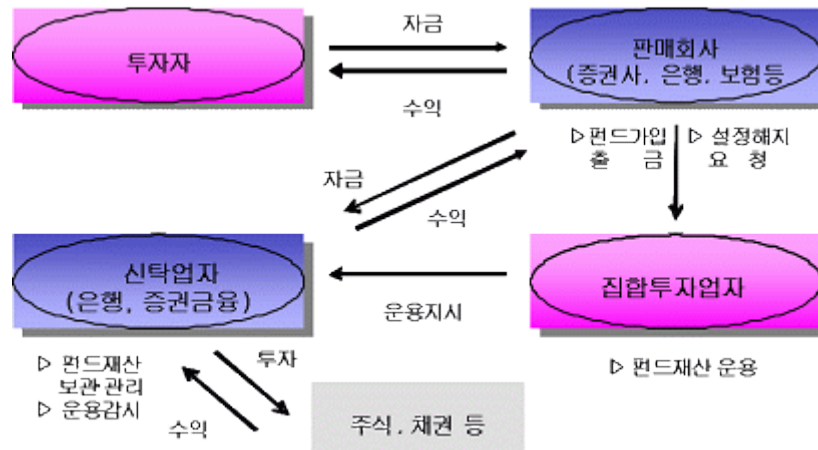 투자자
자금
수익
판매회사
(증권사, 은행, 보험등
▷펀드가입
출 금
▷ 설정해지
요 청
자금
수익
신탁업자
(은행, 증권금융)
운용지시
집합투자업자
▷ 펀드재산
보관 관리
▷ 운용감시
투자
수익
▷ 펀드재산 운용
주식, 채권 등